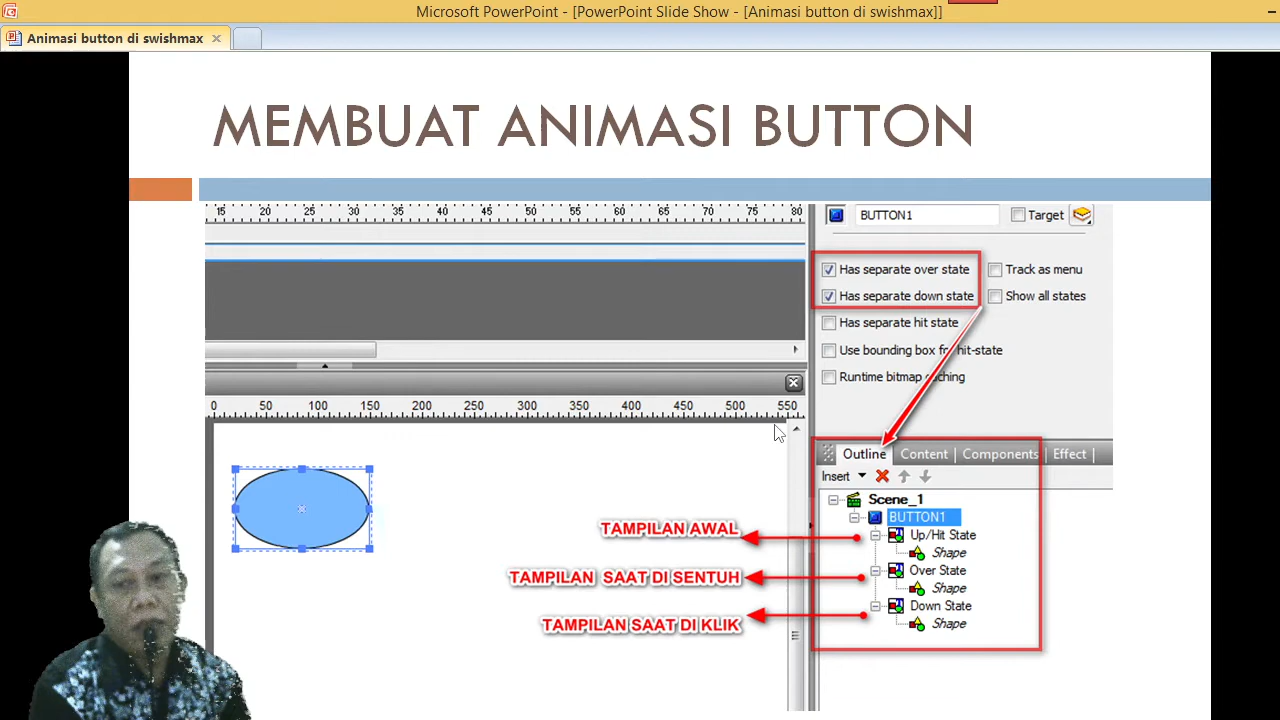 Microsoft PowerPoint - [PowerPoint Slide Show - [Animasi button di swishmax]]
Animasi button di swishmax
MEMBUAT ANIMASI BUTTON
15 20 25 30 35 40 45 50 55 60 65 70 75 80
BUTTON1
Target
Has separate over state
Track as menu
Has separate down state
Show all states
Has separate hit state
Use bounding box for hit-state
Runtime bitmap caching
0 50 100 150 200 250 300 350 400 450 500 550
Outline
Content
Components
Effect
Insert
Scene_1
BUTTON1
TAMPILAN AWAL
Up/Hit State
Shape
TAMPILAN SAAT DI SENTUH
Over State
Shape
TAMPILAN SAAT DI KLIK
Down State
Shape